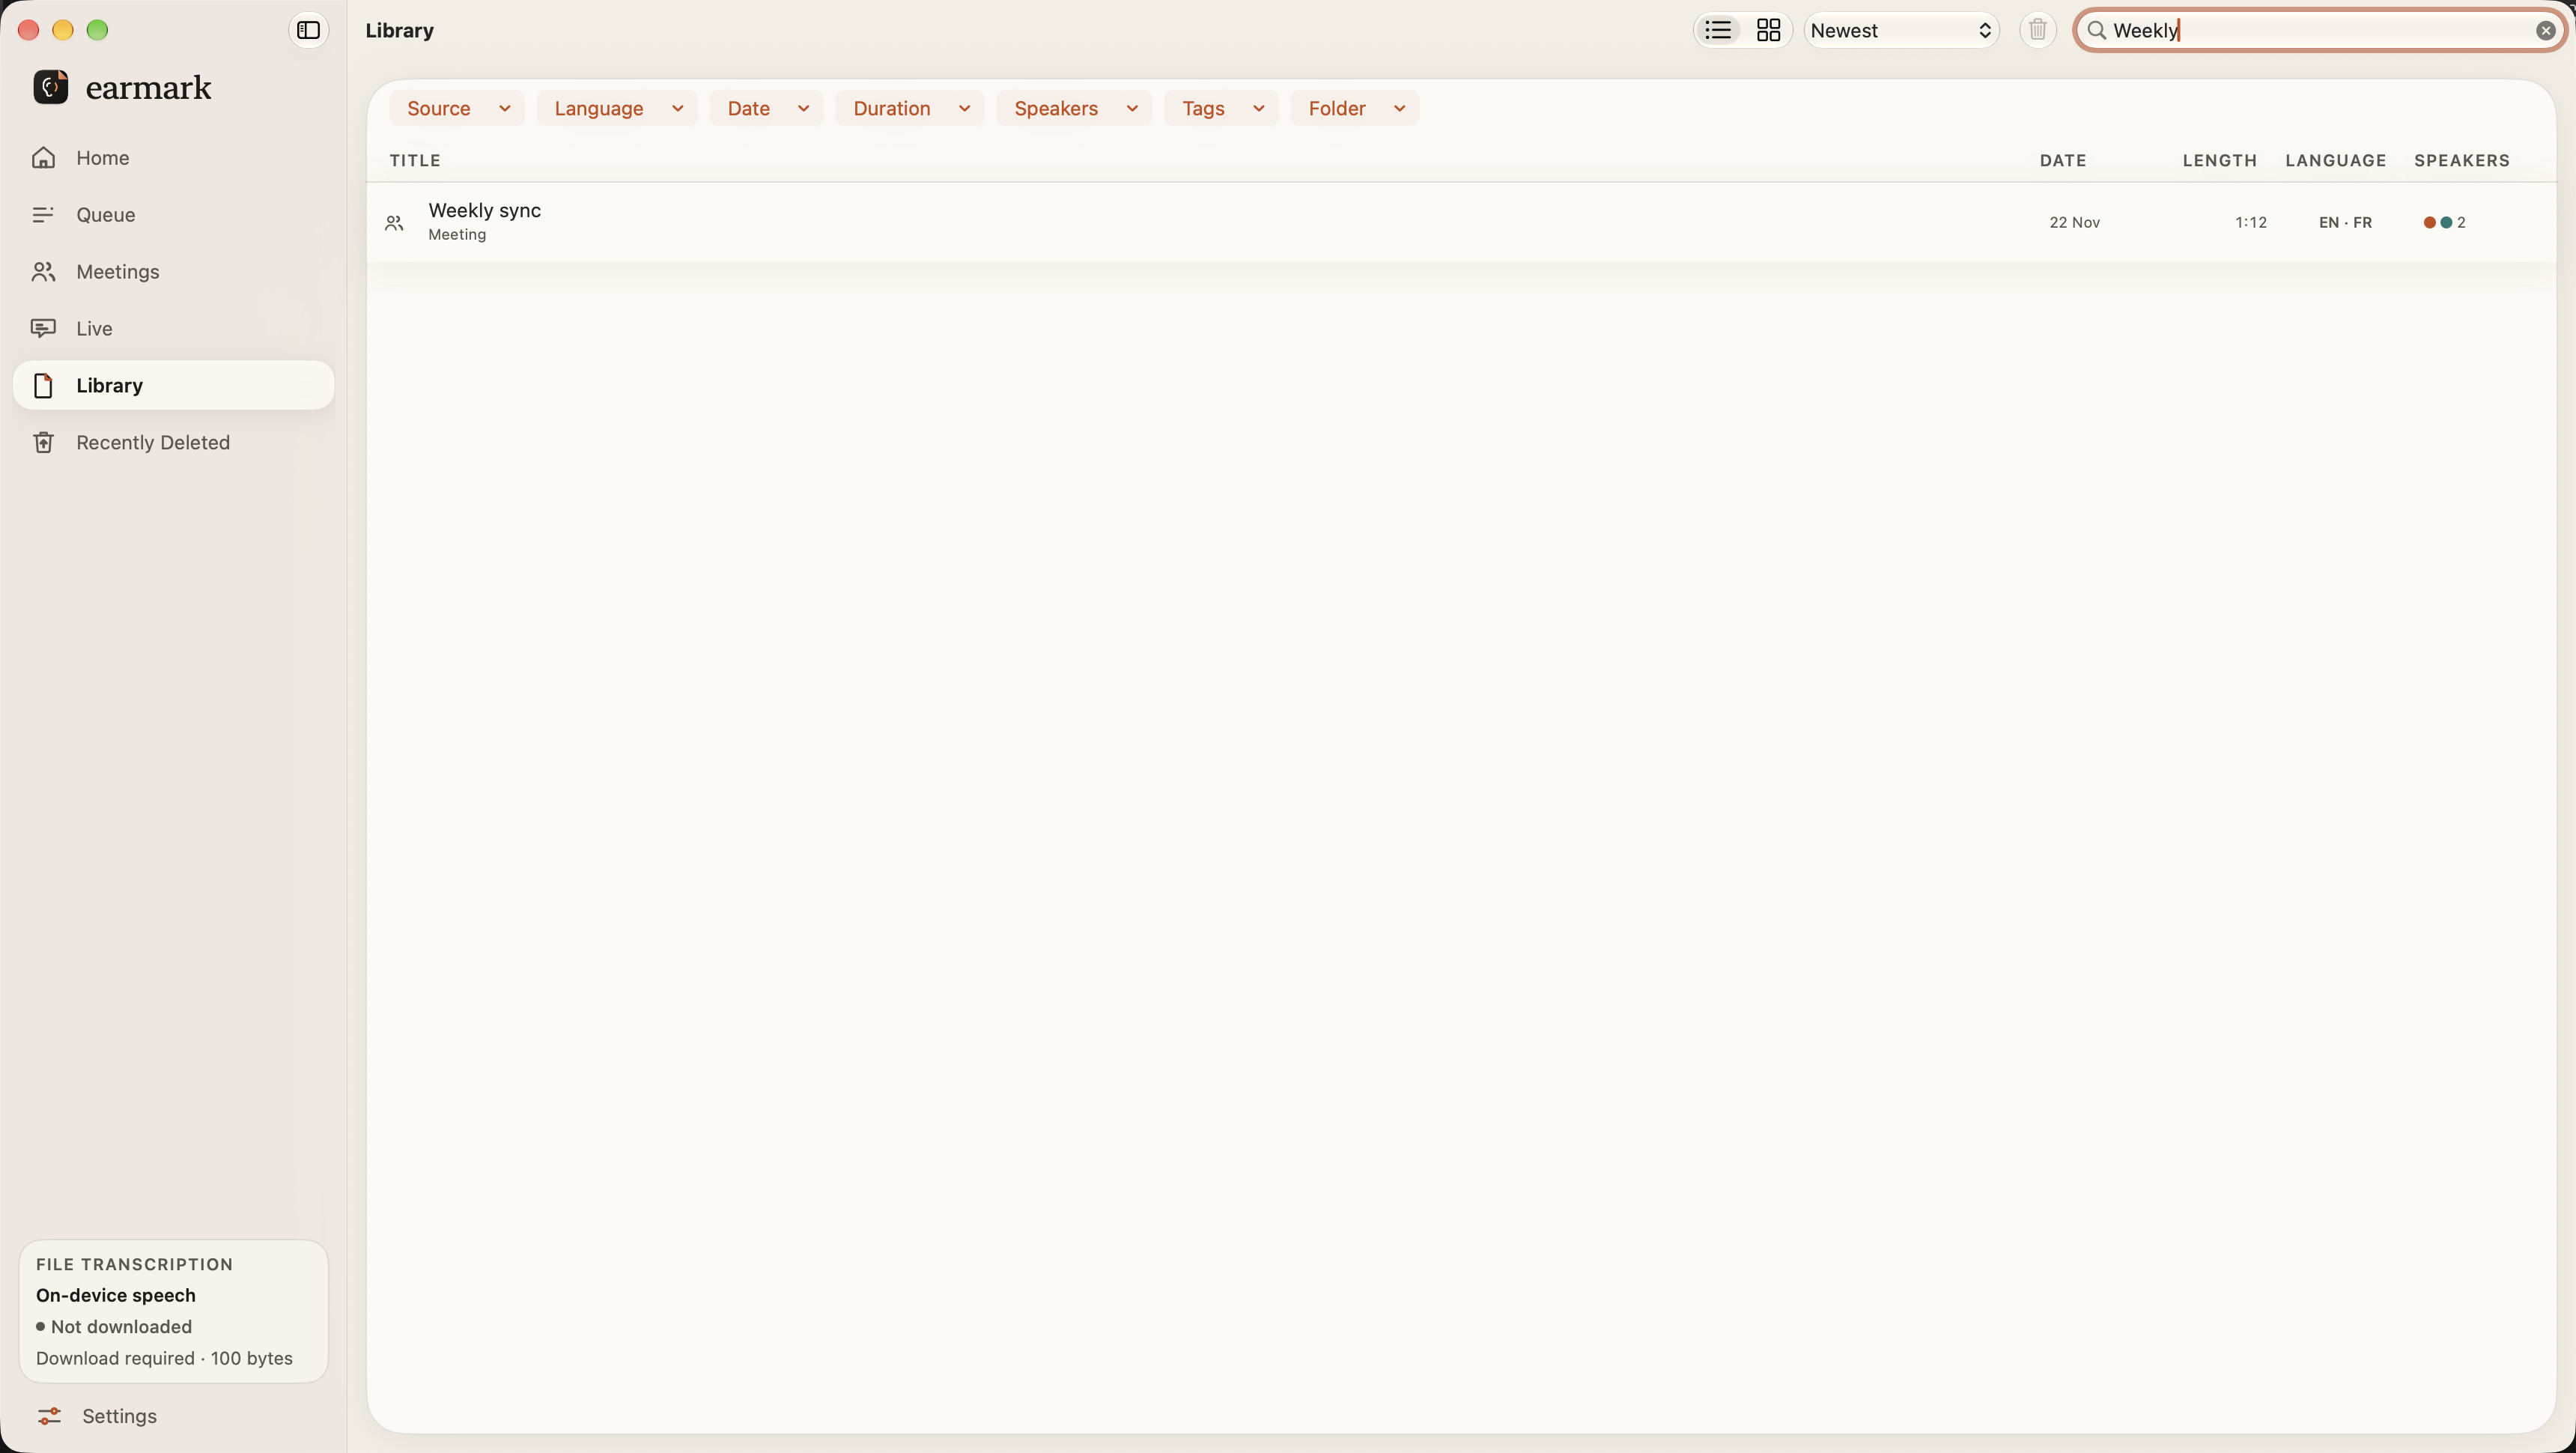 Library
Newest
Weekly
earmark
Home
Queue
Meetings
Live
Library
Recently Deleted
Source
Language
Date
Duration
Speakers
Tags
Folder
TITLE DATE LENGTH LANGUAGE SPEAKERS
Weekly sync
Meeting
22 Nov 1:12 EN · FR 2
FILE TRANSCRIPTION
On-device speech
Not downloaded
Download required · 100 bytes
Settings